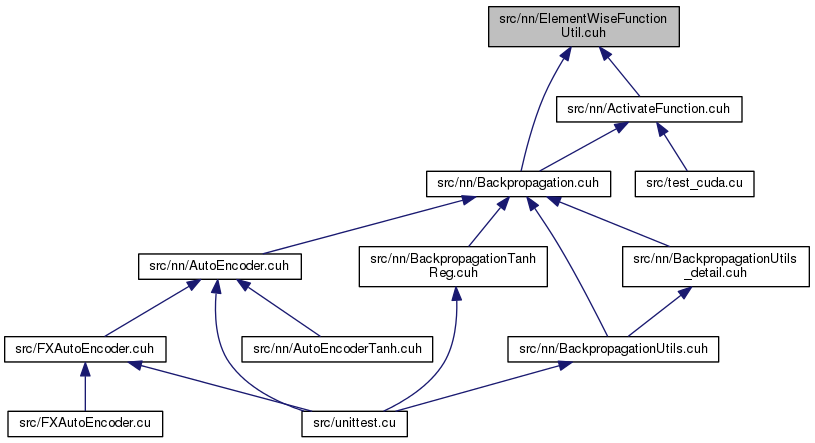 src/nn/ElementWiseFunction
Util.cuh
src/nn/ActivateFunction.cuh
src/nn/Backpropagation.cuh
src/test_cuda.cu
src/nn/AutoEncoder.cuh
src/nn/BackpropagationTanh
Reg.cuh
src/nn/BackpropagationUtils
_detail.cuh
src/FXAutoEncoder.cuh
src/nn/AutoEncoderTanh.cuh
src/nn/BackpropagationUtils.cuh
src/FXAutoEncoder.cu
src/unittest.cu